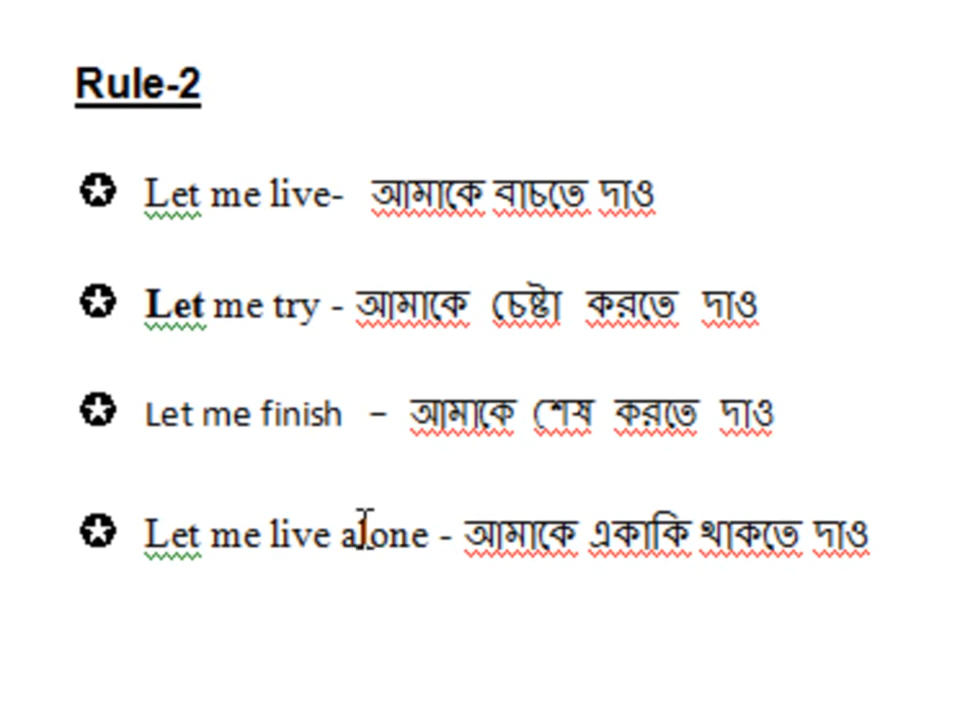 Rule-2
Let me live- আমাকে বাচতে দাও
Let me try - আমাকে চেষ্টা করতে দাও
Let me finish – আমাকে শেষ করতে দাও
Let me live alone - আমাকে একাকি থাকতে দাও